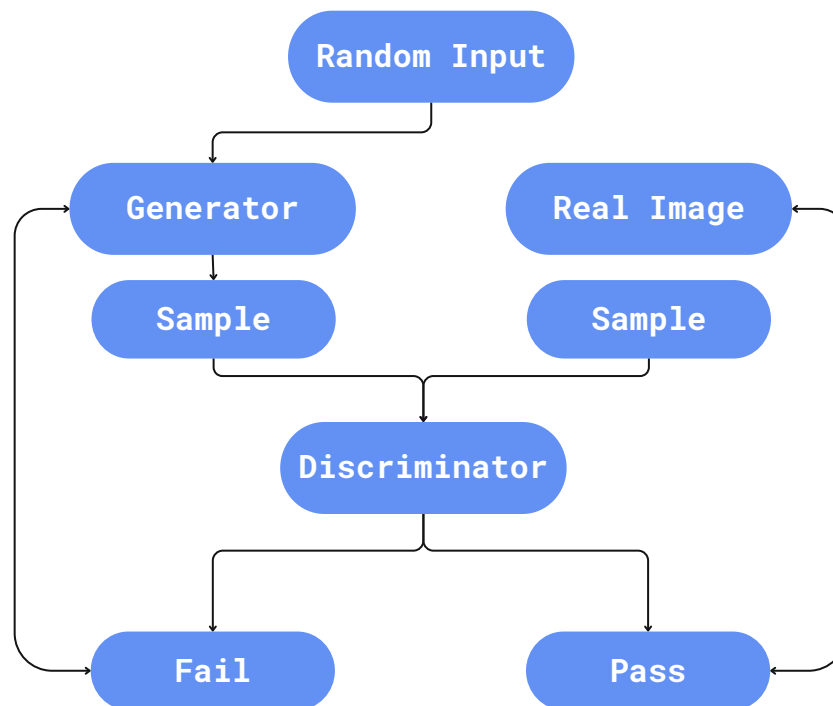 Random Input
Generator
Real Image
Sample
Sample
Discriminator
Fail
Pass